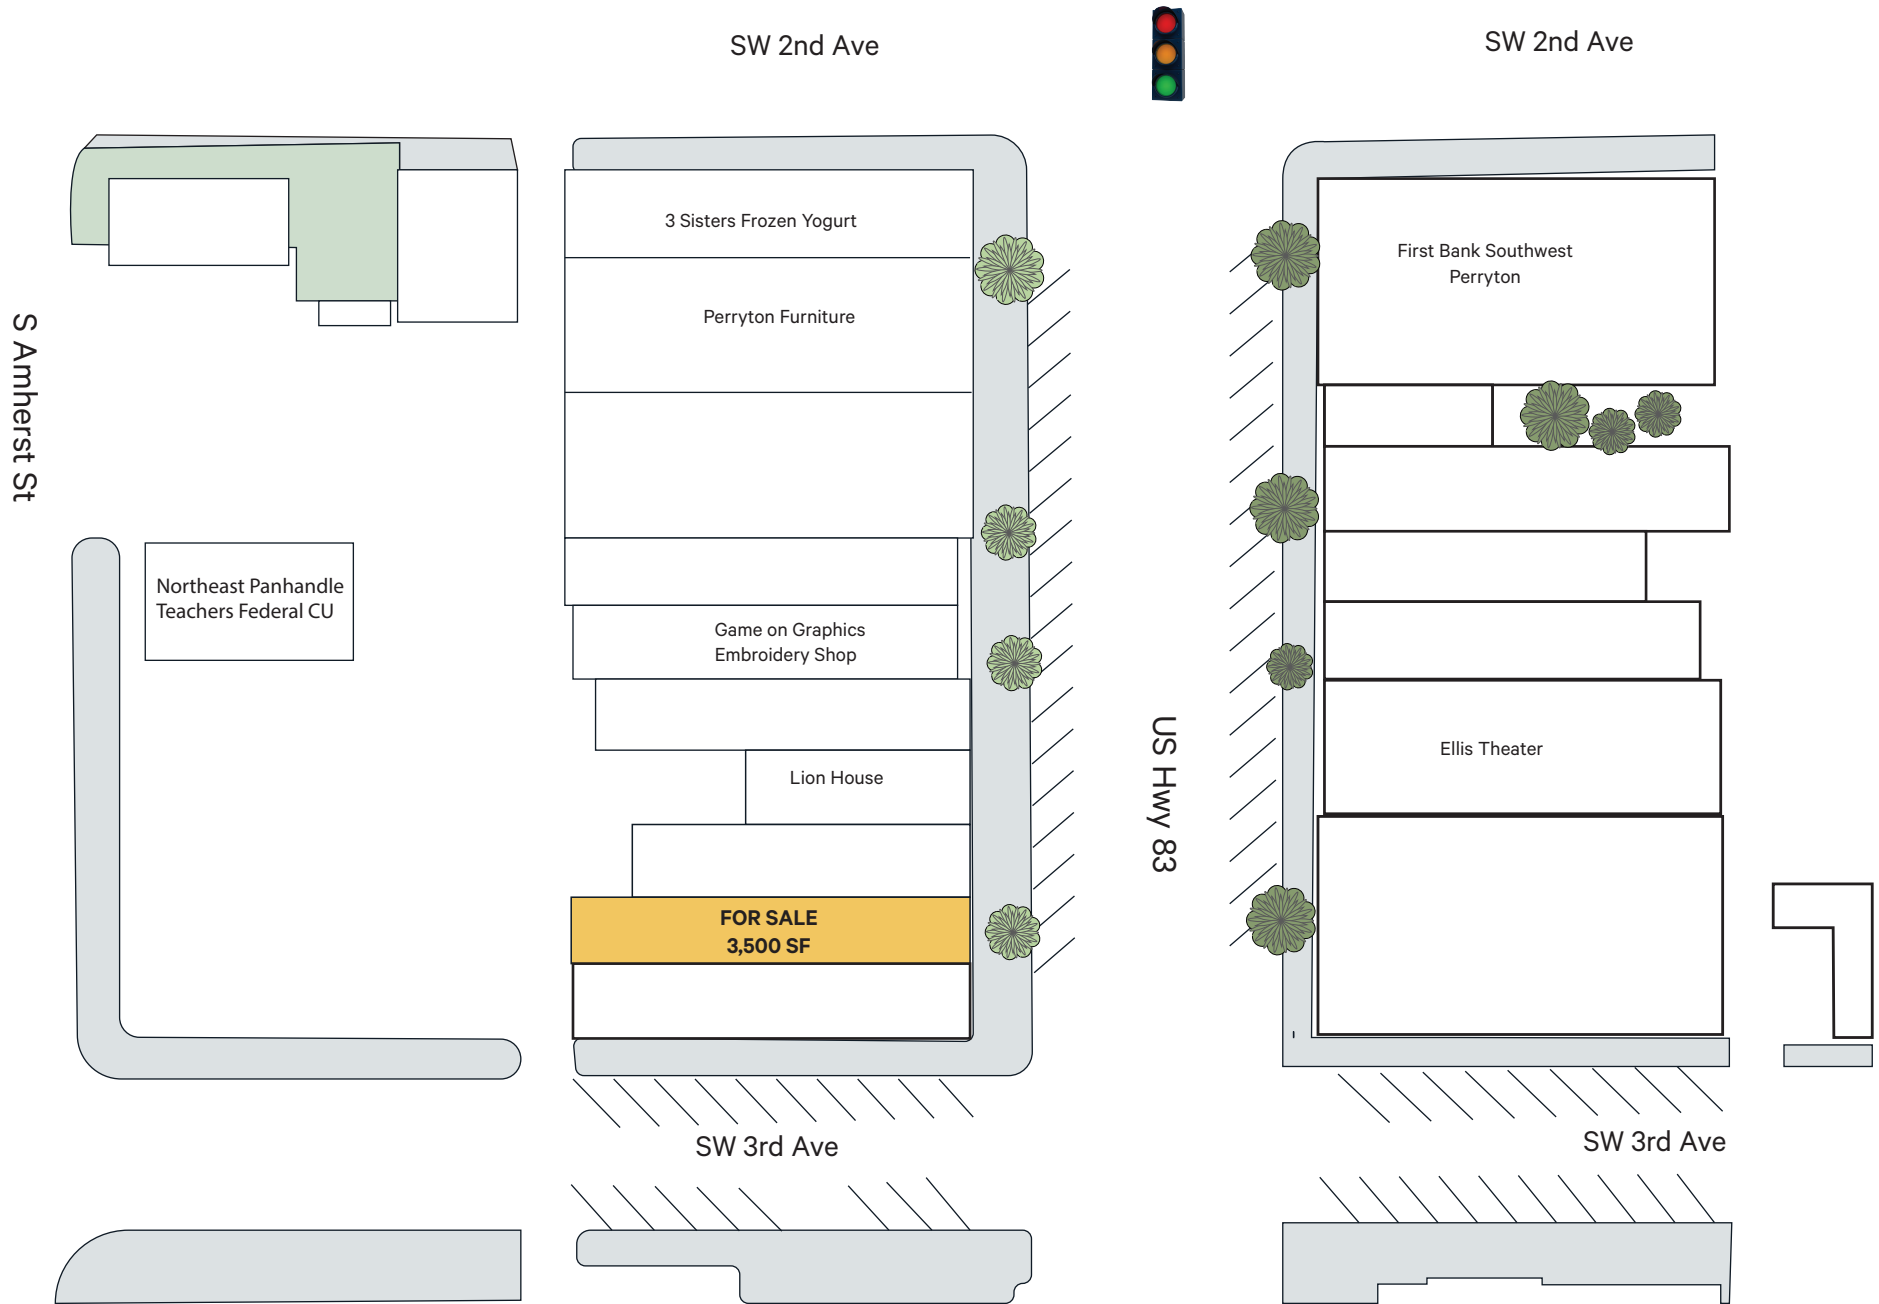 SW 2nd Ave
SW 2nd Ave
3 Sisters Frozen Yogurt
First Bank Southwest
Perryton
Perryton Furniture
S Amherst St
Northeast Panhandle
Teachers Federal CU
Game on Graphics
Embroidery Shop
US Hwy 83
Ellis Theater
Lion House
FOR SALE
3,500 SF
SW 3rd Ave
SW 3rd Ave